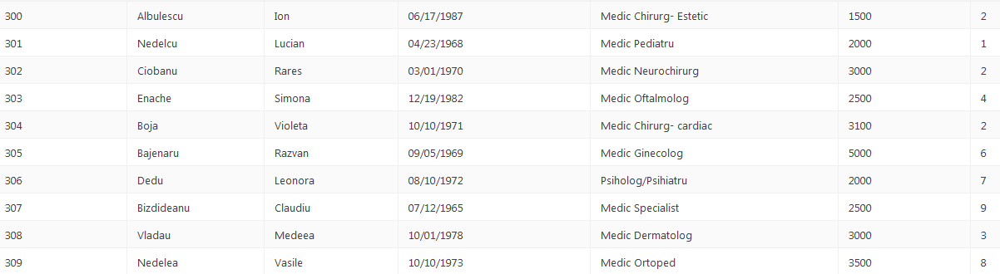 300 Albulescu Ion 06/17/1987 Medic Chirurg- Estetic 1500 2
301 Nedelcu Lucian 04/23/1968 Medic Pediatru 2000 1
302 Ciobanu Rares 03/01/1970 Medic Neurochirurg 3000 2
303 Enache Simona 12/19/1982 Medic Oftalmolog 2500 4
304 Boja Violeta 10/10/1971 Medic Chirurg- cardiac 3100 2
305 Bajenaru Razvan 09/05/1969 Medic Ginecolog 5000 6
306 Dedu Leonora 08/10/1972 Psiholog/Psihiatru 2000 7
307 Bizdideanu Claudiu 07/12/1965 Medic Specialist 2500 9
308 Vladau Medeea 10/01/1978 Medic Dermatolog 3000 3
309 Nedelea Vasile 10/10/1973 Medic Ortoped 3500 8